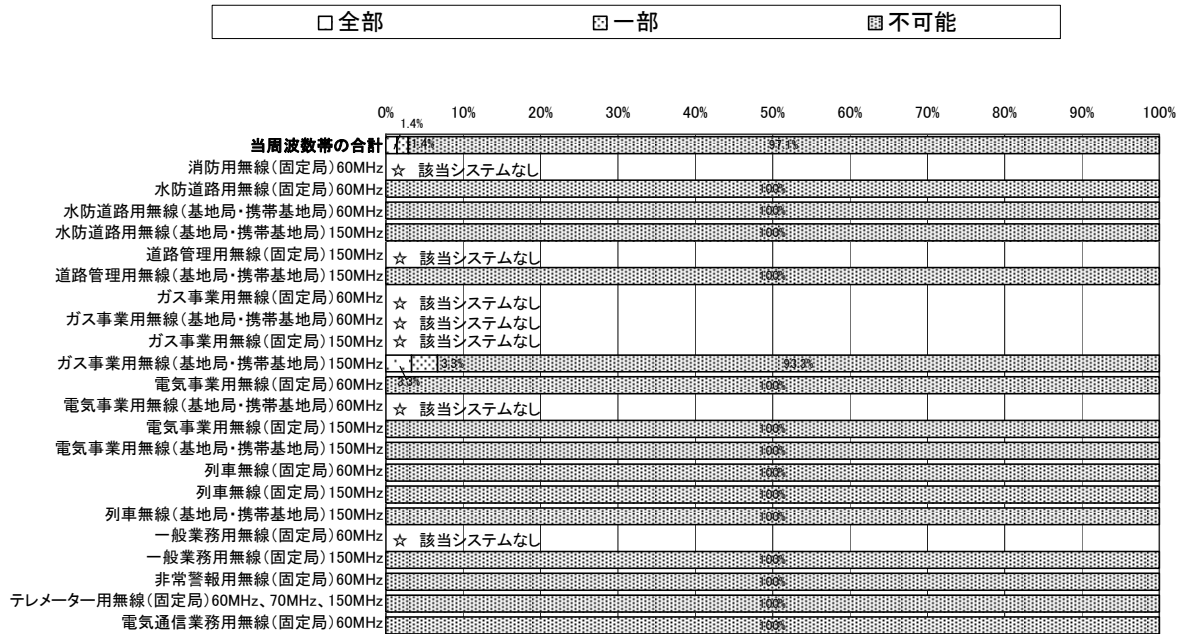 全部 一部 不可能
0% 10% 20% 30% 40% 50% 60% 70% 80% 90% 100%
1.4%
当周波数帯の合計 1.4% 97.1%
消防用無線(固定局)60MHz ☆ 該当システムなし
水防道路用無線(固定局)60MHz 100%
水防道路用無線(基地局・携帯基地局)60MHz 100%
水防道路用無線(基地局・携帯基地局)150MHz 100%
道路管理用無線(固定局)150MHz ☆ 該当システムなし
道路管理用無線(基地局・携帯基地局)150MHz 100%
ガス事業用無線(固定局)60MHz ☆ 該当システムなし
ガス事業用無線(基地局・携帯基地局)60MHz ☆ 該当システムなし
ガス事業用無線(固定局)150MHz ☆ 該当システムなし
ガス事業用無線(基地局・携帯基地局)150MHz 3.3% 93.3%
3.3%
電気事業用無線(固定局)60MHz 100%
電気事業用無線(基地局・携帯基地局)60MHz ☆ 該当システムなし
電気事業用無線(固定局)150MHz 100%
電気事業用無線(基地局・携帯基地局)150MHz 100%
列車無線(固定局)60MHz 100%
列車無線(固定局)150MHz 100%
列車無線(基地局・携帯基地局)150MHz 100%
一般業務用無線(固定局)60MHz ☆ 該当システムなし
一般業務用無線(固定局)150MHz 100%
非常警報用無線(固定局)60MHz 100%
テレメーター用無線(固定局)60MHz、70MHz、150MHz 100%
電気通信業務用無線(固定局)60MHz 100%